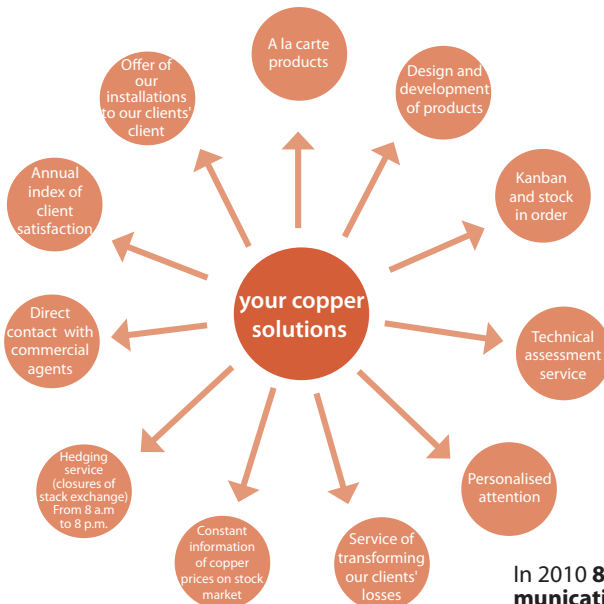 A la carte
products
Design and
development
of products
Kanban
and stock
in order
Technical
assessment
service
Personalised
attention
Service of
transforming
our clients'
losses
Constant
information
of copper
prices on stock
market
Hedging
service
(closures of
stack exchange)
From 8 a.m
to 8 p.m.
Direct
contact with
commercial
agents
Annual
index of
client
satisfaction
Offer of
our
installations
to our clients'
client
your copper
solutions
In 2010 8
municati